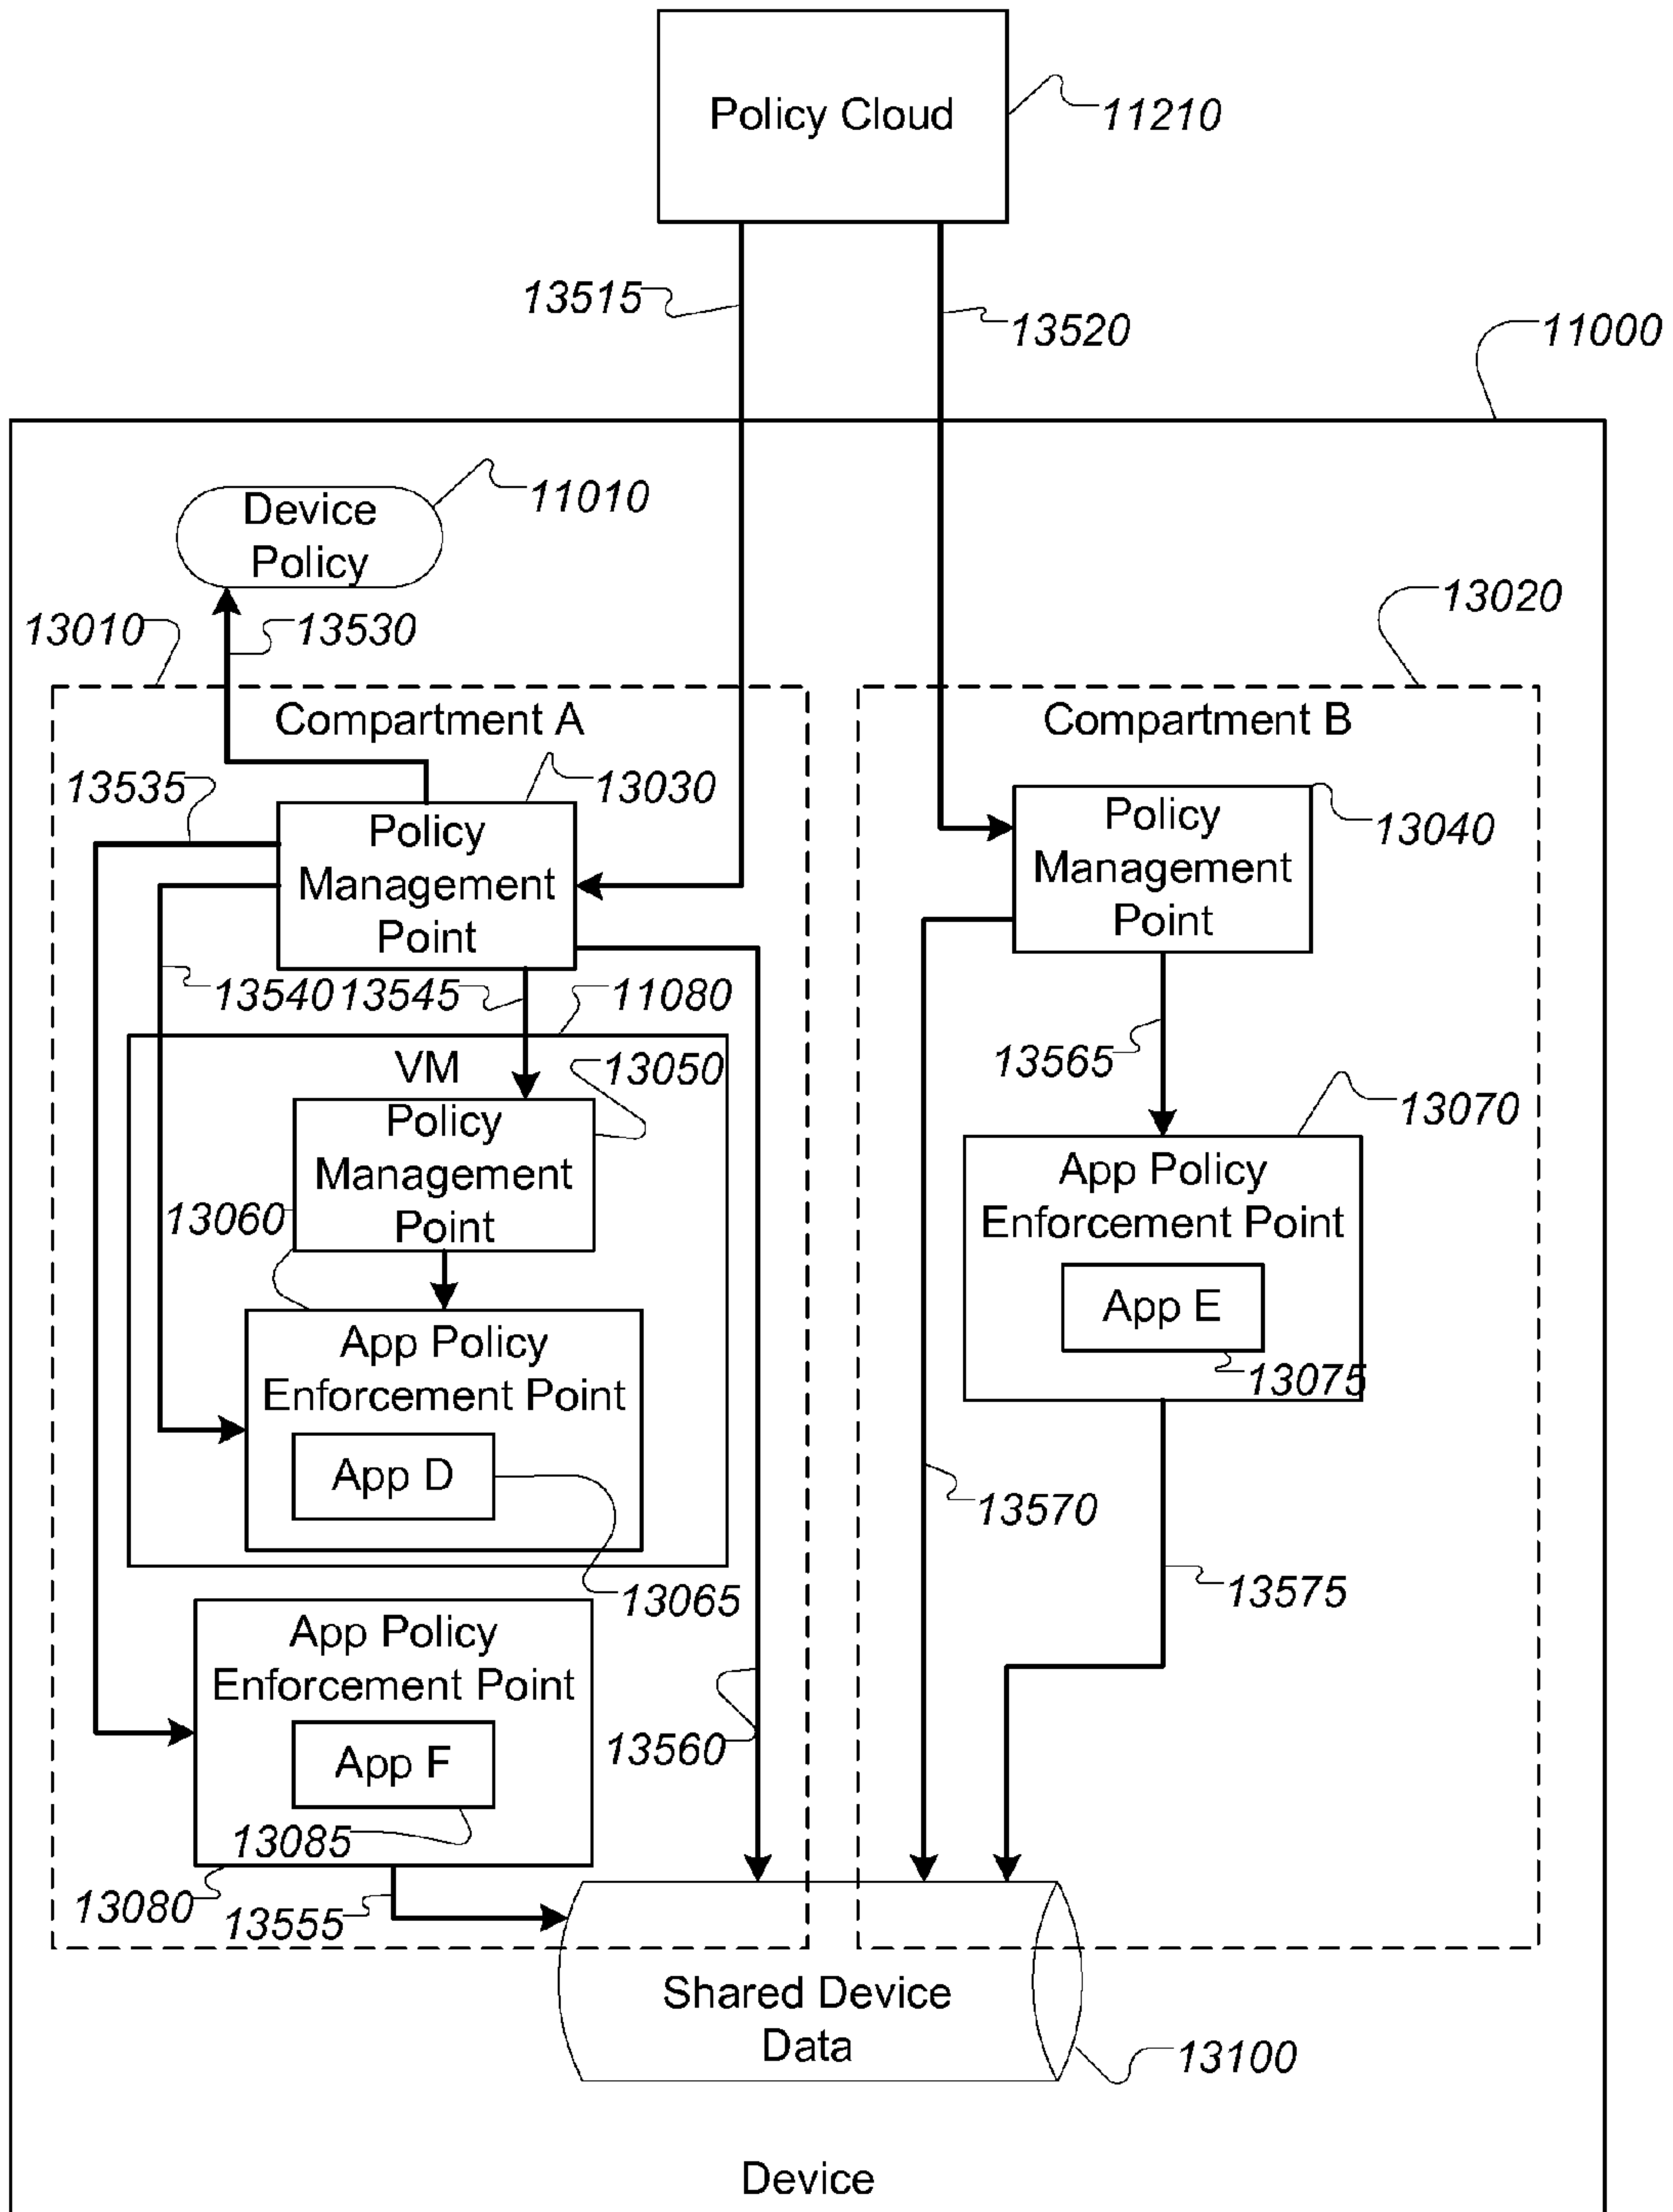 Policy Cloud
11210
13515
13520
11000
Device
Policy
11010
13010
13530
13020
Compartment A
Compartment B
13535
13030
Policy
Management
Point
Policy
Management
Point
13040
13540
13545
11080
VM
13050
Policy
Management
Point
13565
13070
13060
App Policy
Enforcement Point
App E
13075
App Policy
Enforcement Point
App D
13570
13065
13575
App Policy
Enforcement Point
App F
13560
13085
13080
13555
Shared Device
Data
13100
Device